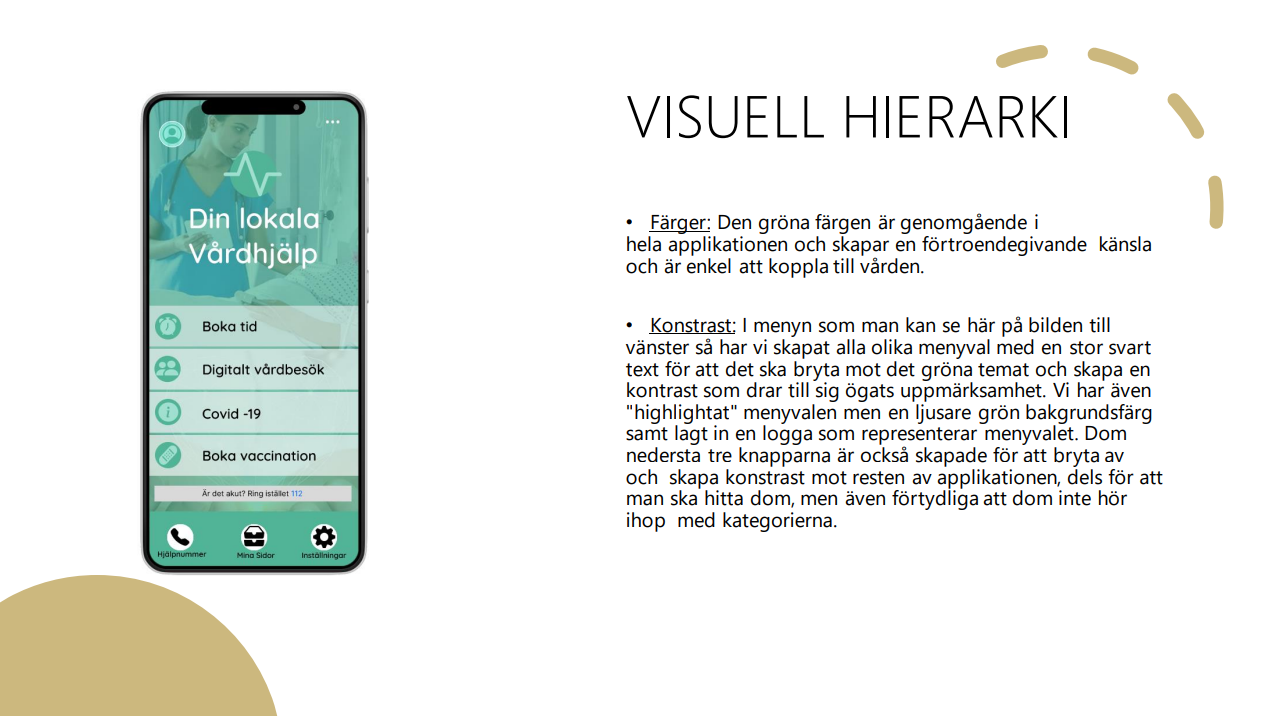 VISUELL HIERARKI
Din lokala
Vårdhjälp
Boka tid
Digitalt vårdbesök
Covid -19
Boka vaccination
Är det akut? Ring istället 112
Hjälpnummer Mina Sidor Inställningar
• Färger: Den gröna färgen är genomgående i
hela applikationen och skapar en förtroendegivande känsla
och är enkel att koppla till vården.
• Konstrast: I menyn som man kan se här på bilden till
vänster så har vi skapat alla olika menyval med en stor svart
text för att det ska bryta mot det gröna temat och skapa en
kontrast som drar till sig ögats uppmärksamhet. Vi har även
"highlightat" menyvalen men en ljusare grön bakgrundsfärg
samt lagt in en logga som representerar menyvalet. Dom
nedersta tre knapparna är också skapade för att bryta av
och skapa konstrast mot resten av applikationen, dels för att
man ska hitta dom, men även förtydliga att dom inte hör
ihop med kategorierna.